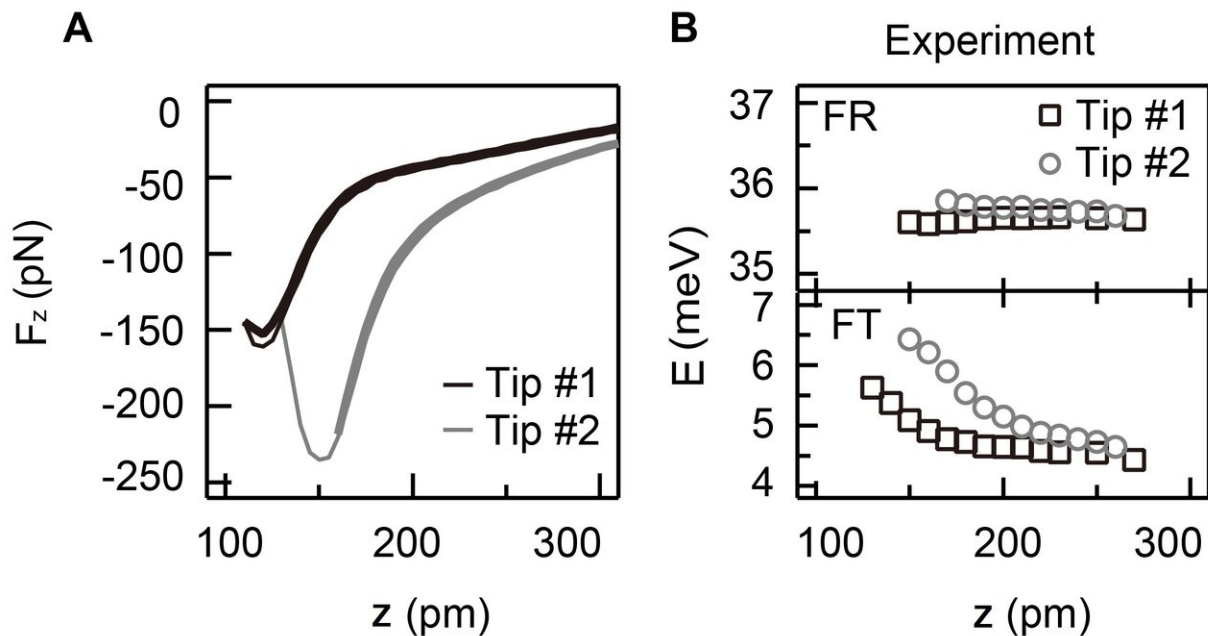 A
0
-50
-100
-150
-200
-250
Fz (pN)
Tip #1
Tip #2
100
200
300
z (pm)
B
Experiment
37
36
35
FR
Tip #1
Tip #2
E (meV)
7
6
5
4
FT
100
200
300
z (pm)